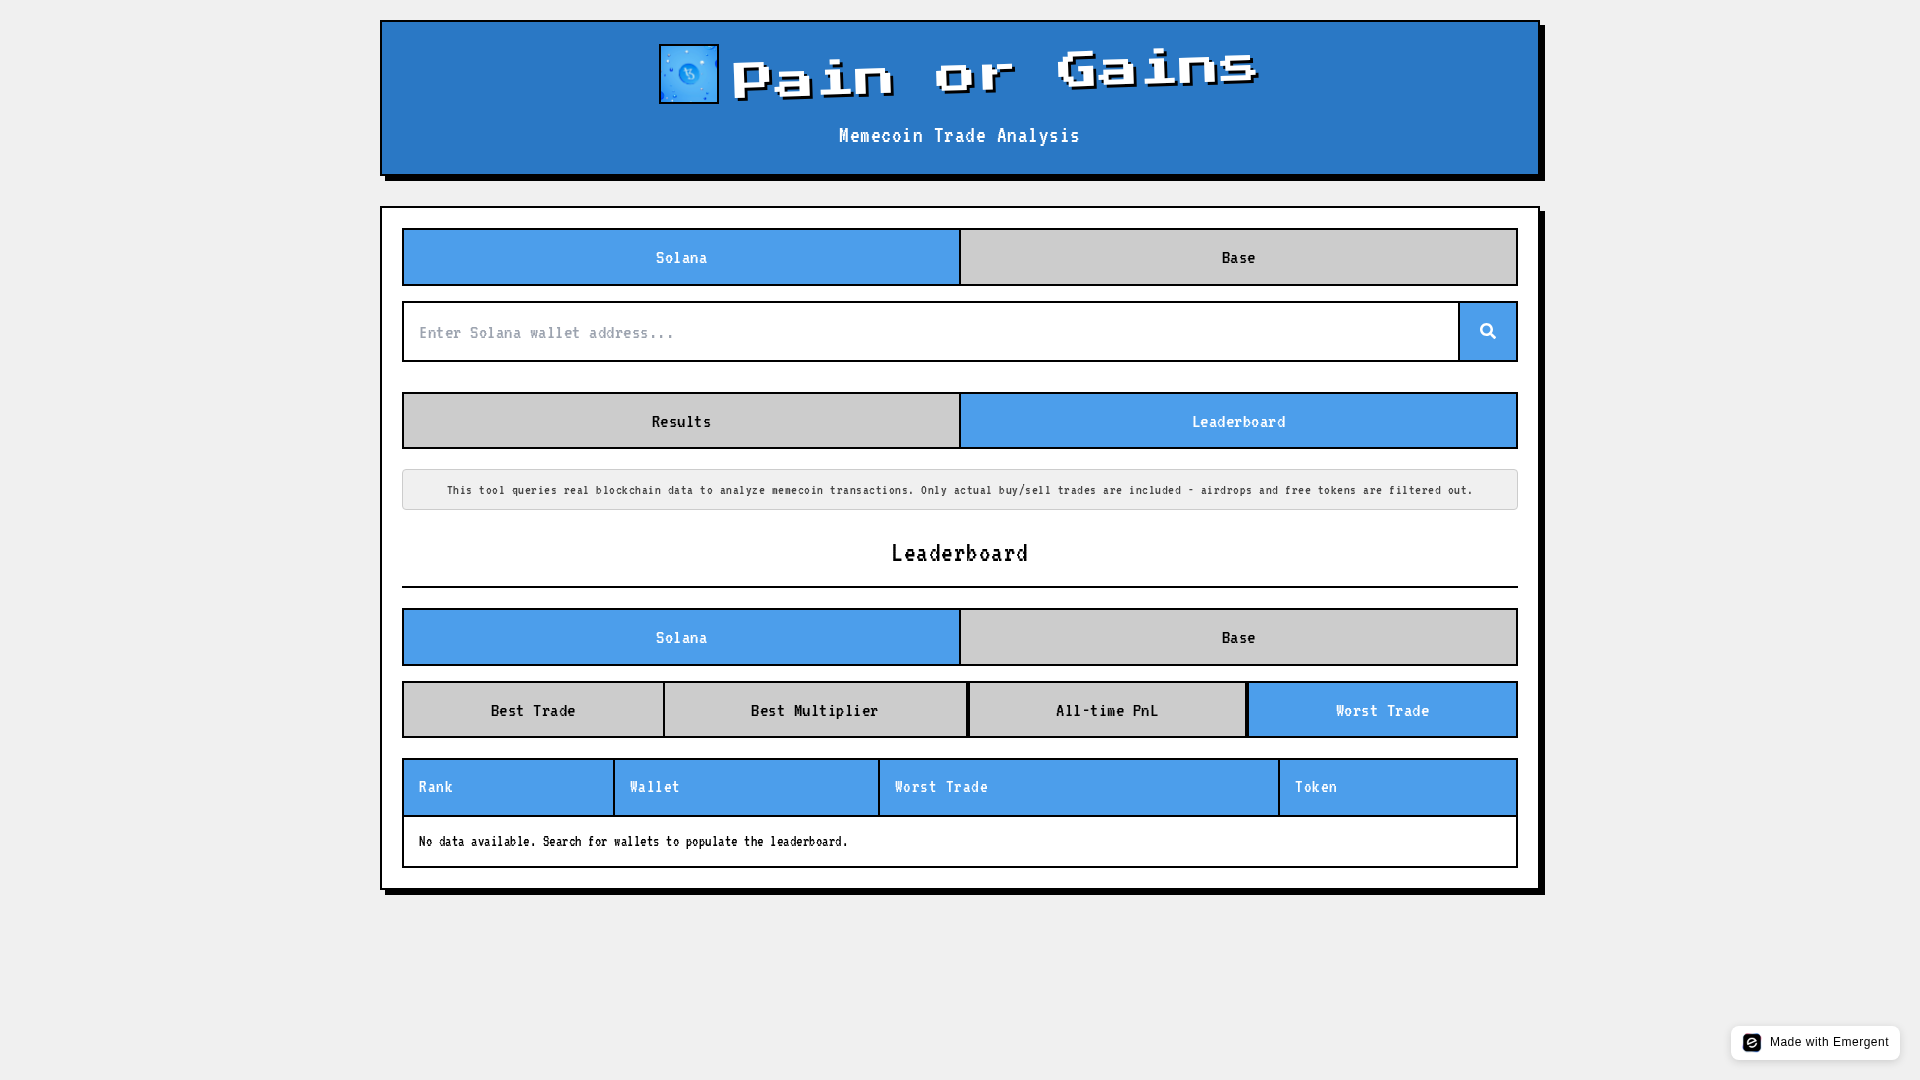 Pain or Gains
Memecoin Trade Analysis
Solana
Base
Enter Solana wallet address...
Results
Leaderboard
This tool queries real blockchain data to analyze memecoin transactions. Only actual buy/sell trades are included - airdrops and free tokens are filtered out.
Leaderboard
Solana
Base
Best Trade
Best Multiplier
All-time PnL
Worst Trade
Rank
Wallet
Worst Trade
Token
No data available. Search for wallets to populate the leaderboard.
Made with Emergent